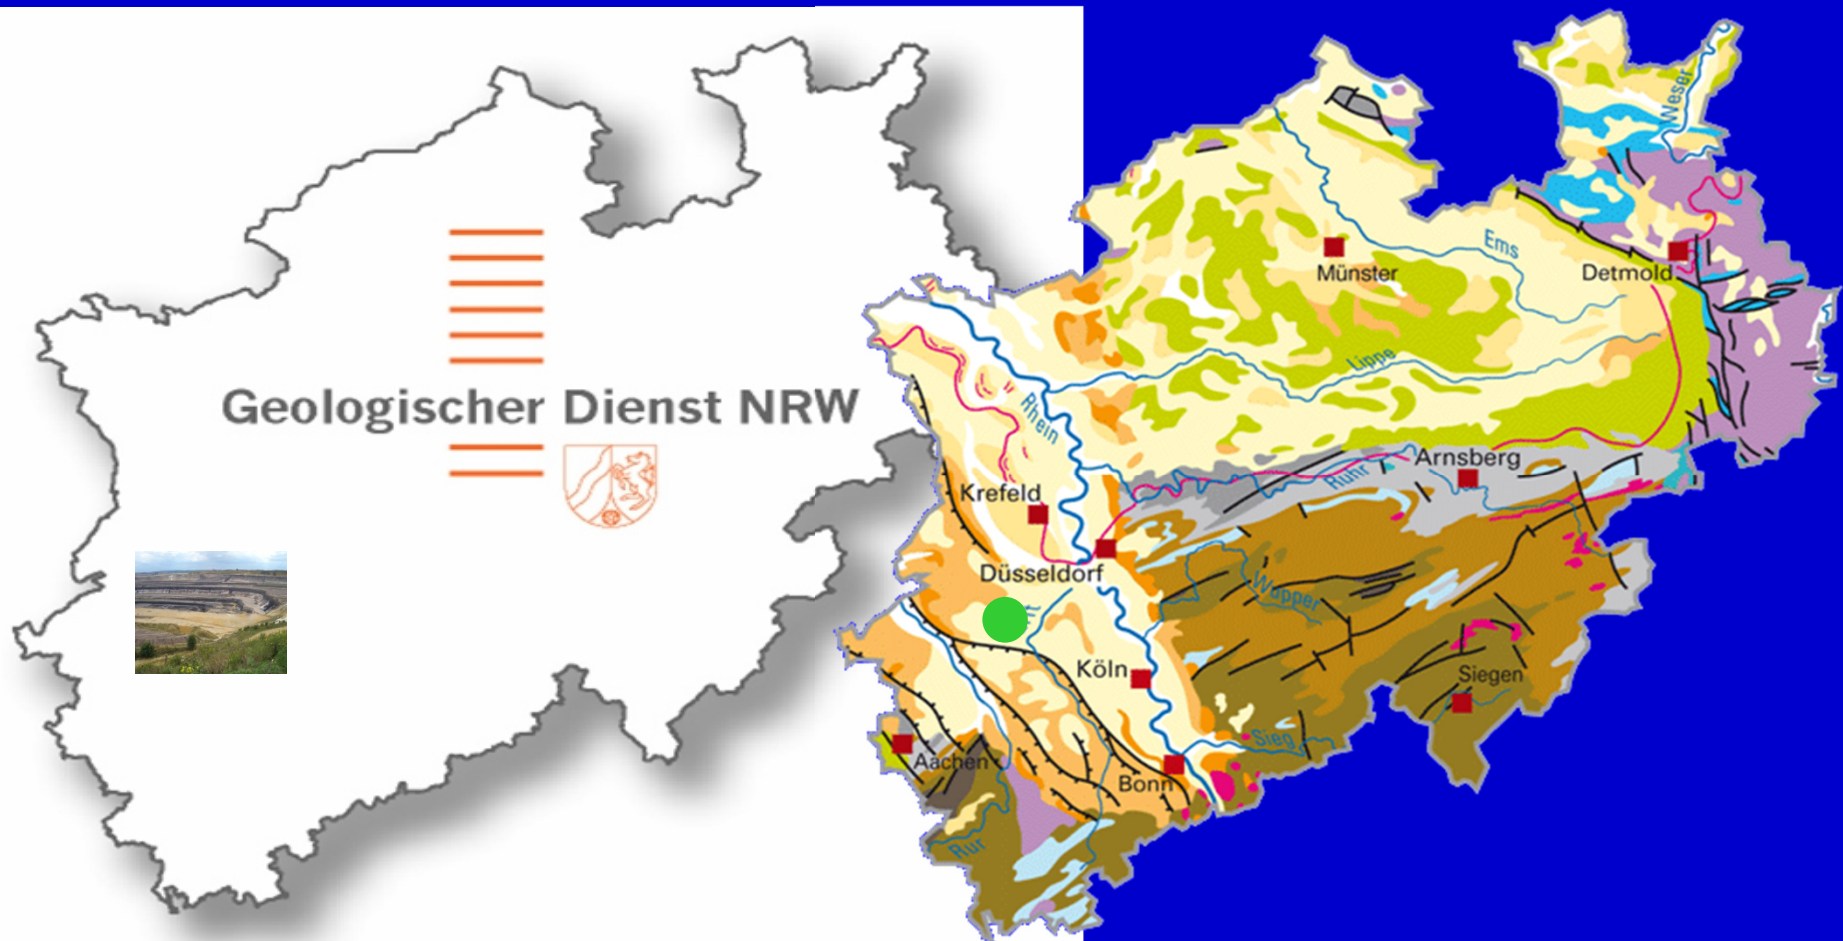 Geologischer Dienst NRW
Weser
Ems
Münster
Detmold
Lippe
Rhein
Arnsberg
Ruhr
Krefeld
Düsseldorf
Wupper
Köln
Siegen
Sieg
Aachen
Bonn
Rur